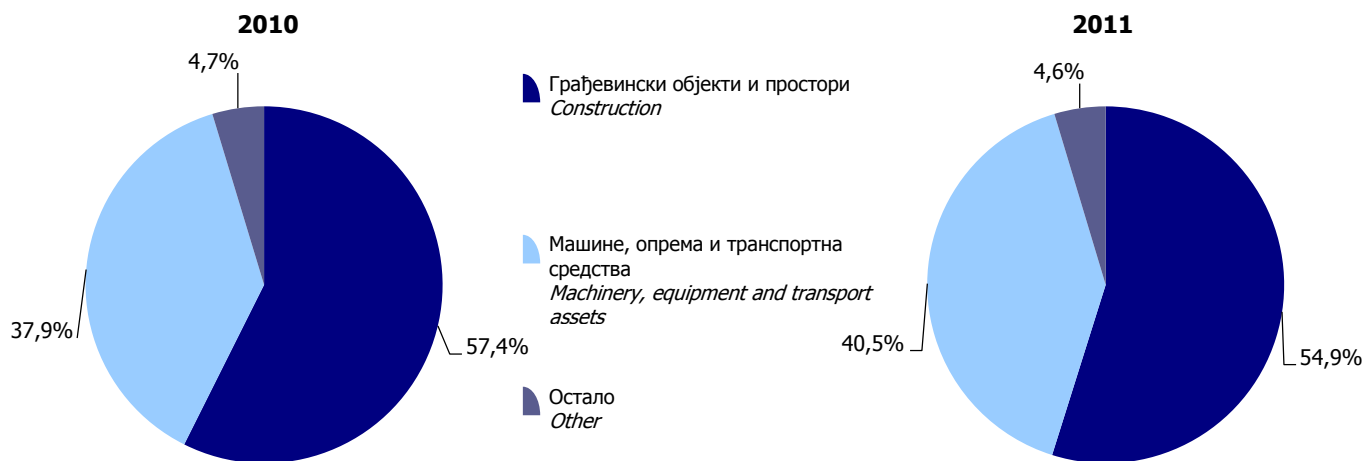 2010
4,7%
37,9%
57,4%
Грађевински објекти и простори
Construction
Машине, опрема и транспортна
средства
Machinery, equipment and transport
assets
Остало
Other
2011
4,6%
40,5%
54,9%